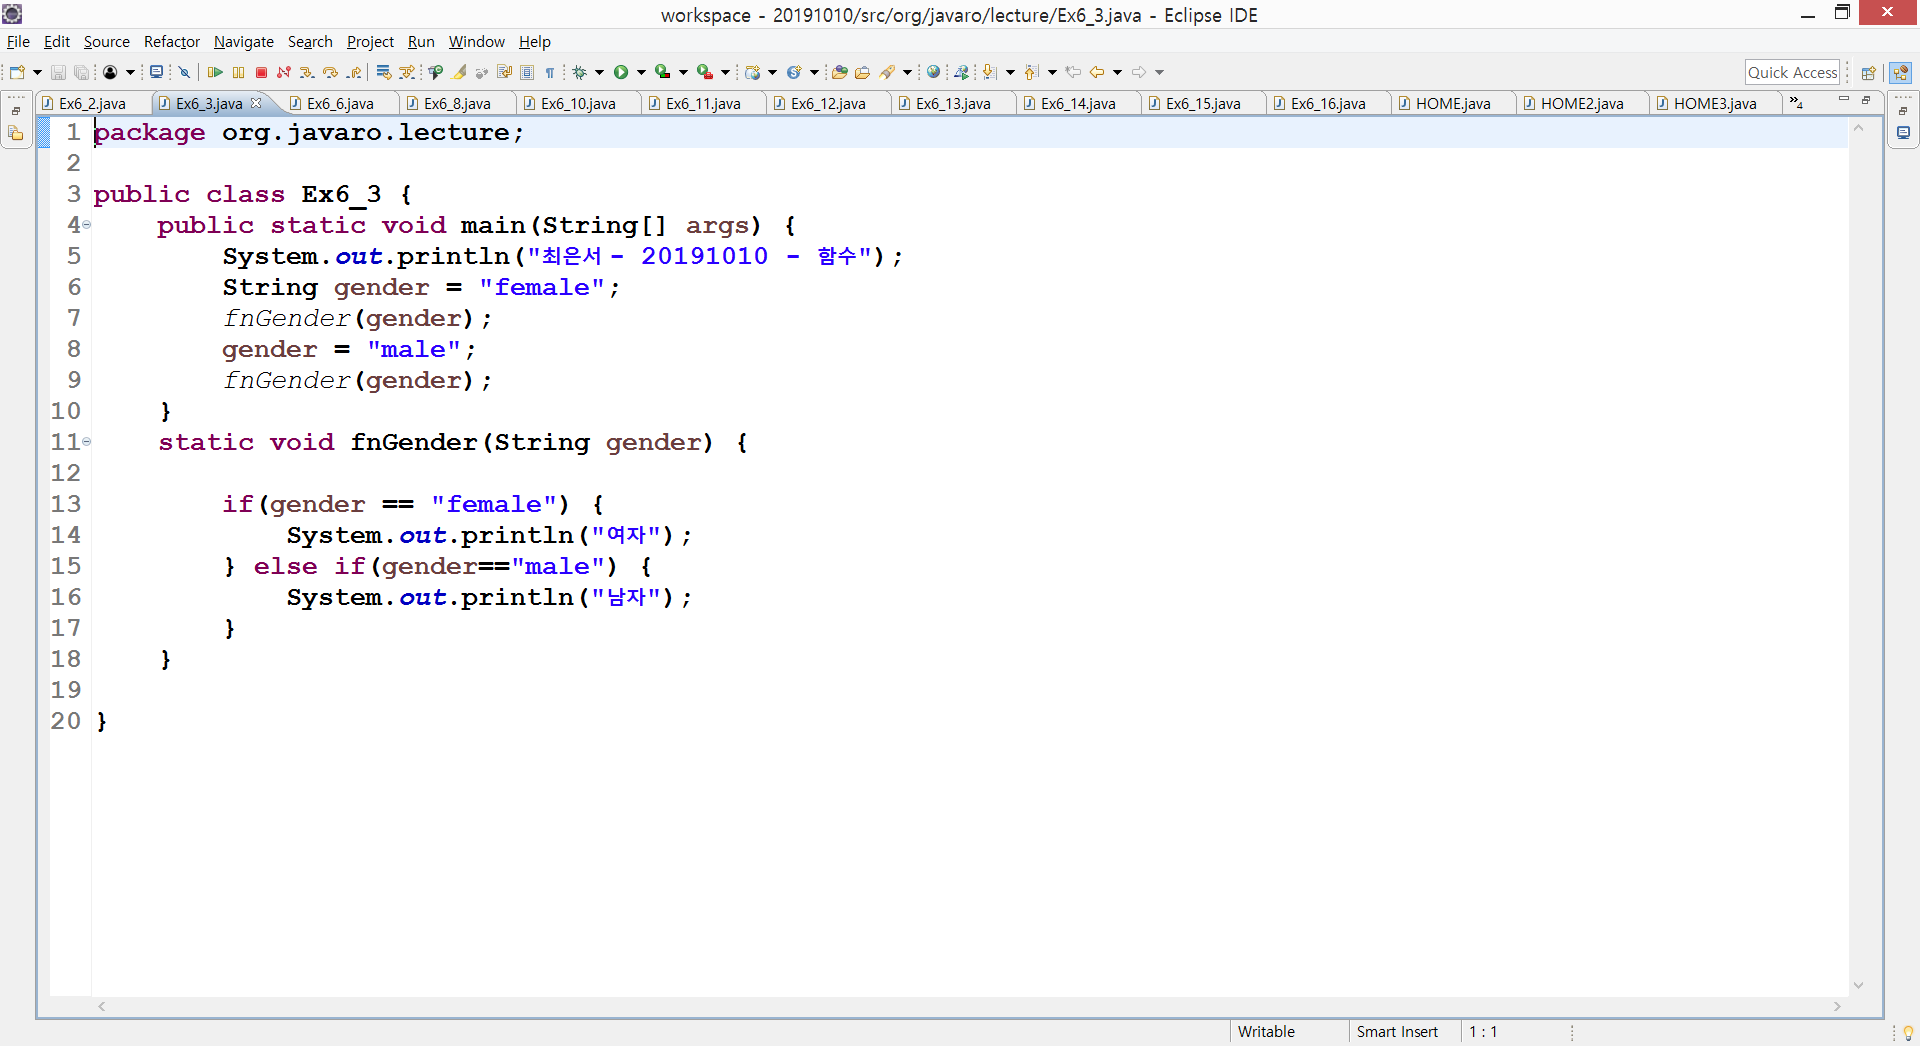 workspace - 20191010/src/org/javaro/lecture/Ex6_3.java - Eclipse IDE
File Edit Source Refactor Navigate Search Project Run Window Help
Quick Access
Ex6_2.java Ex6_3.java Ex6_6.java Ex6_8.java Ex6_10.java Ex6_11.java Ex6_12.java Ex6_13.java Ex6_14.java Ex6_15.java Ex6_16.java HOME.java HOME2.java HOME3.java »4
1 package org.javaro.lecture;
2
3 public class Ex6_3 {
4 public static void main(String[] args) {
5 System.out.println("최은서 - 20191010 - 함수");
6 String gender = "female";
7 fnGender(gender);
8 gender = "male";
9 fnGender(gender);
10 }
11 static void fnGender(String gender) {
12
13 if(gender == "female") {
14 System.out.println("여자");
15 } else if(gender=="male") {
16 System.out.println("남자");
17 }
18 }
19
20 }
Writable Smart Insert 1 : 1